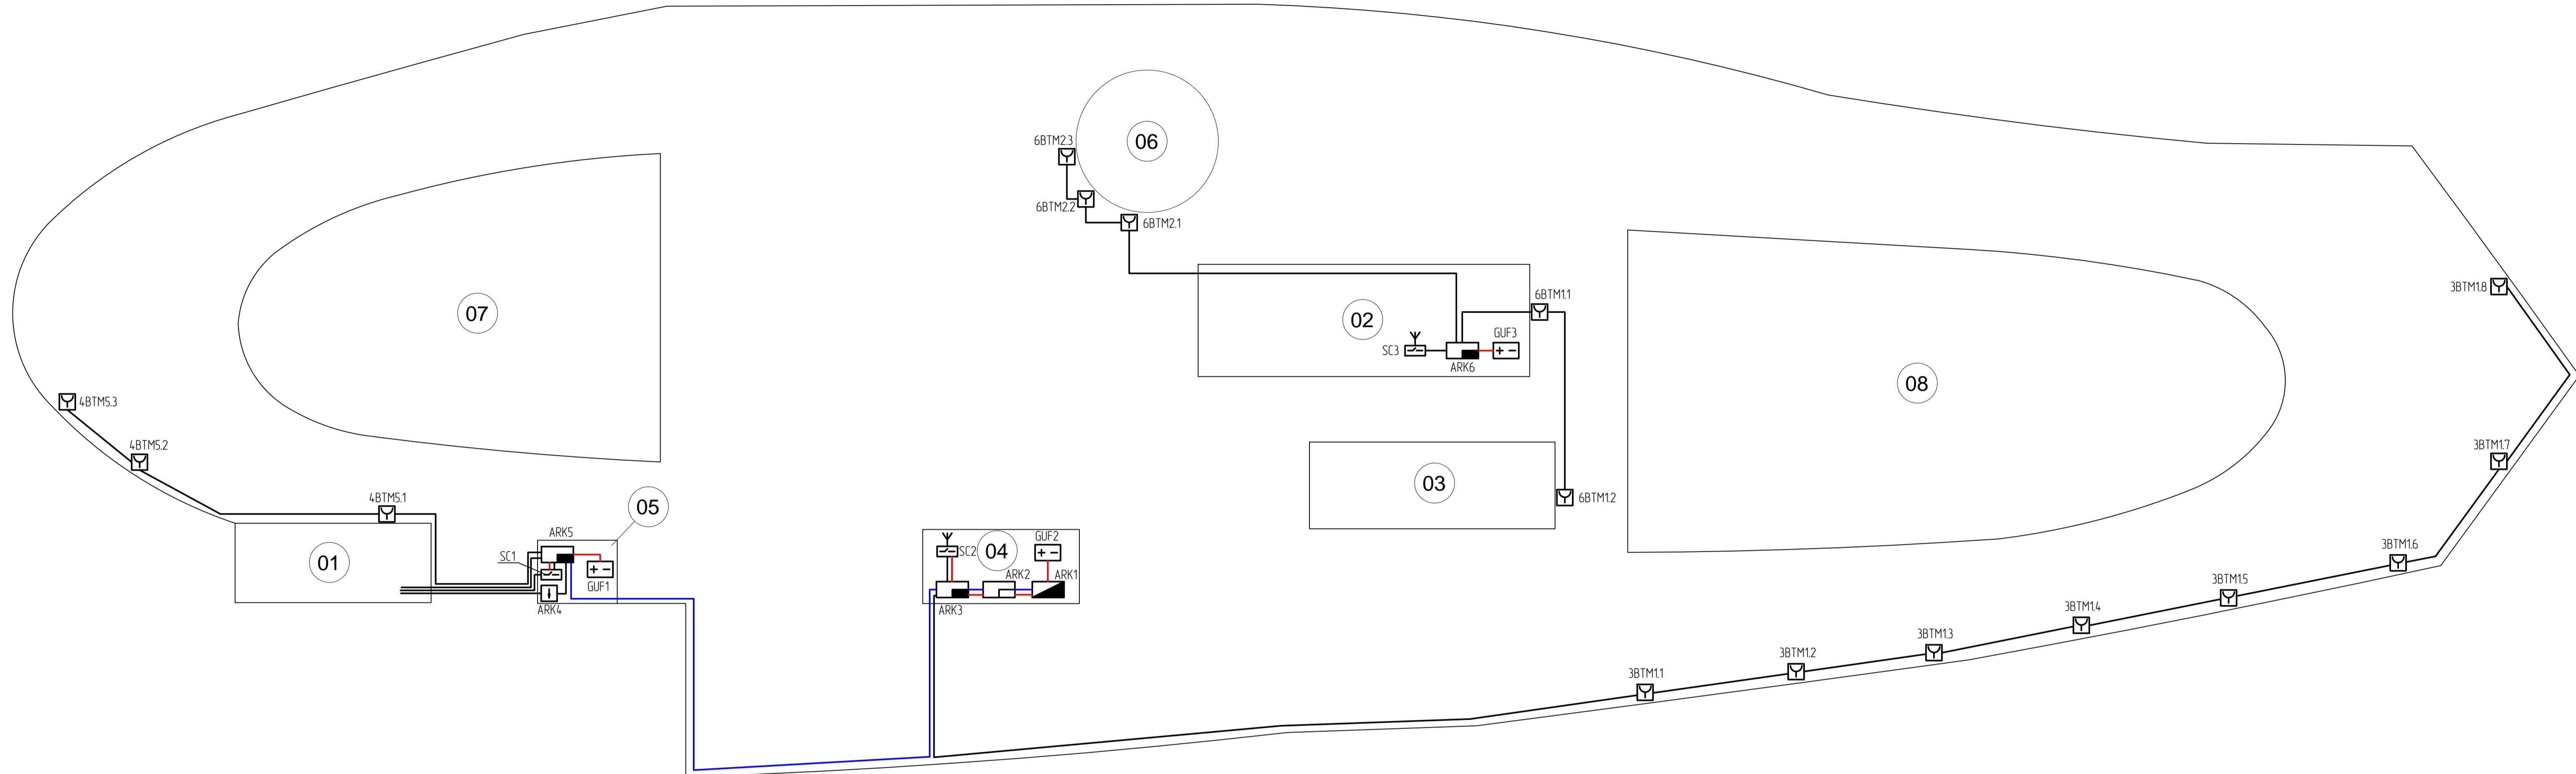 6BTM2.3
06
6BTM2.2
6BTM2.1
07
02
6BTM1.1
GUF3
SC3
ARK6
3BTM1.8
08
4BTM5.3
4BTM5.2
3BTM1.7
03
6BTM1.2
4BTM5.1
05
ARK5
SC1
01
GUF1
ARK4
GUF2
SC2
04
ARK2
ARK1
ARK3
3BTM1.6
3BTM1.5
3BTM1.4
3BTM1.3
3BTM1.2
3BTM1.1